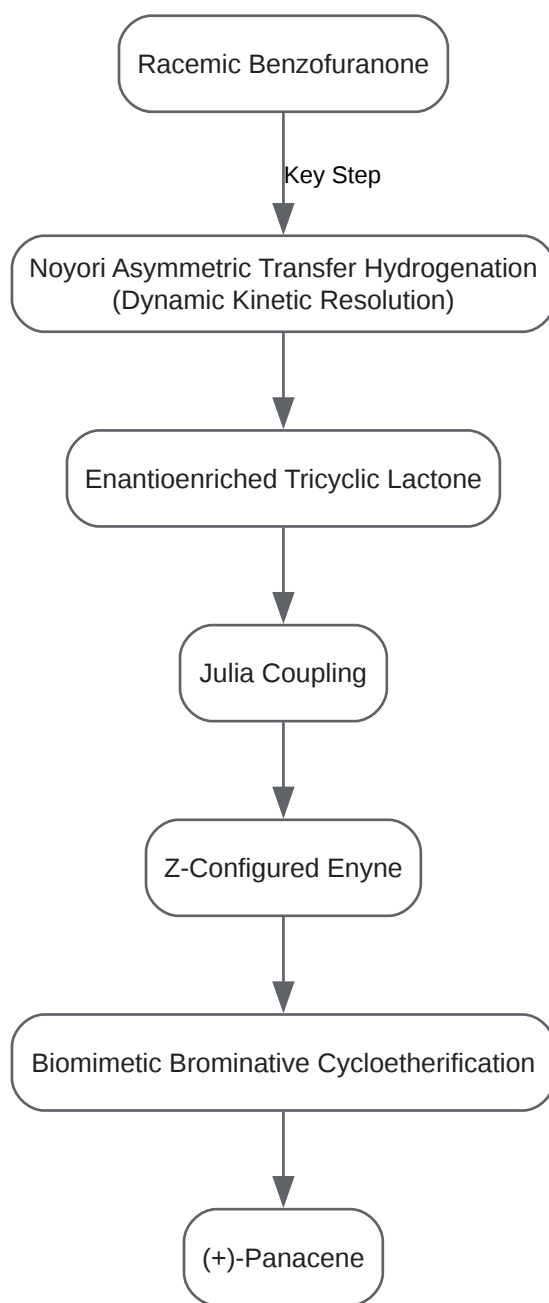 Racemic Benzofuranone
Key Step
Noyori Asymmetric Transfer Hydrogenation
(Dynamic Kinetic Resolution)
Enantioenriched Tricyclic Lactone
Julia Coupling
Z-Configured Enyne
Biomimetic Brominative Cycloetherification
(+)-Panacene